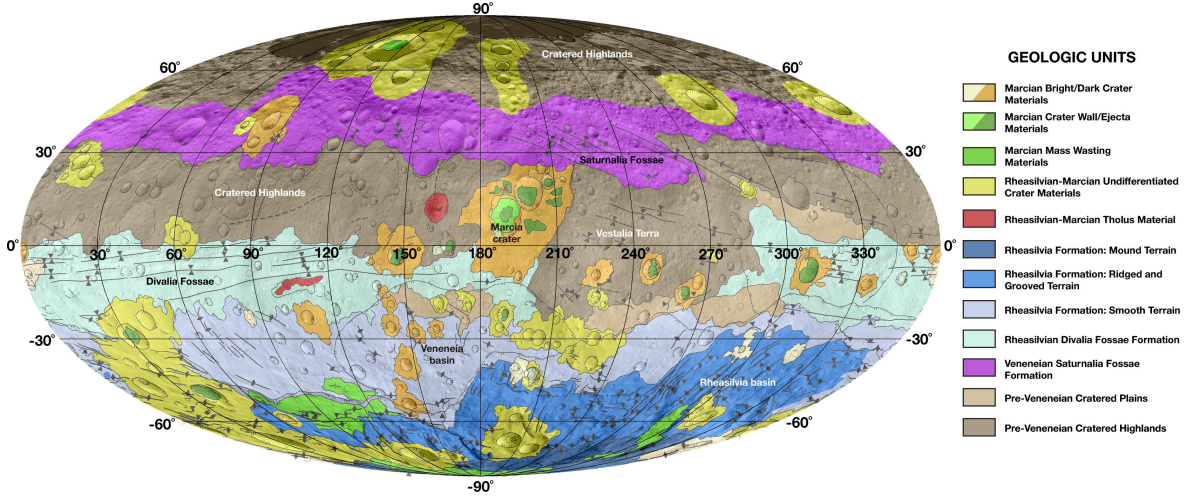 90°
Cratered Highlands
60°
60°
30°
30°
Saturnalia Fossae
Cratered Highlands
Marcia
crater
Vestalia Terra
0°
0°
30°
60°
90°
120°
150°
180°
210°
240°
270°
300°
330°
Divalia Fossae
-30°
-30°
Veneneia
basin
Rheasilvia basin
-60°
-60°
-90°
GEOLOGIC UNITS
Marcian Bright/Dark Crater
Materials
Marcian Crater Wall/Ejecta
Materials
Marcian Mass Wasting
Materials
Rheasilvian-Marcian Undifferentiated
Crater Materials
Rheasilvian-Marcian Tholus Material
Rheasilvia Formation: Mound Terrain
Rheasilvia Formation: Ridged and
Grooved Terrain
Rheasilvia Formation: Smooth Terrain
Rheasilvian Divalia Fossae Formation
Veneneian Saturnalia Fossae
Formation
Pre-Veneneian Cratered Plains
Pre-Veneneian Cratered Highlands